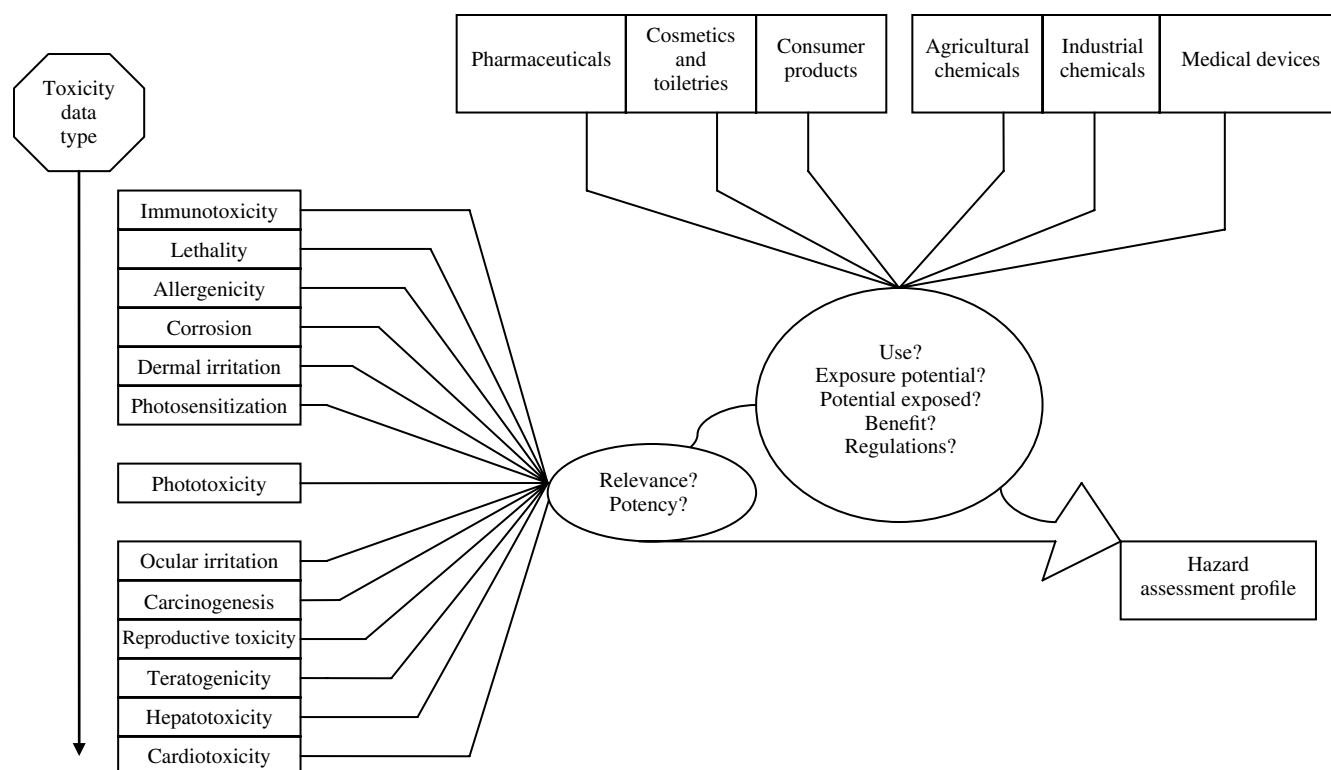 Toxicity
data
type
Pharmaceuticals
Cosmetics
and
toiletries
Consumer
products
Agricultural
chemicals
Industrial
chemicals
Medical devices
Immunotoxicity
Lethality
Allergenicity
Corrosion
Dermal irritation
Photosensitization
Phototoxicity
Ocular irritation
Carcinogenesis
Reproductive toxicity
Teratogenicity
Hepatotoxicity
Cardiotoxicity
Relevance?
Potency?
Use?
Exposure potential?
Potential exposed?
Benefit?
Regulations?
Hazard
assessment profile